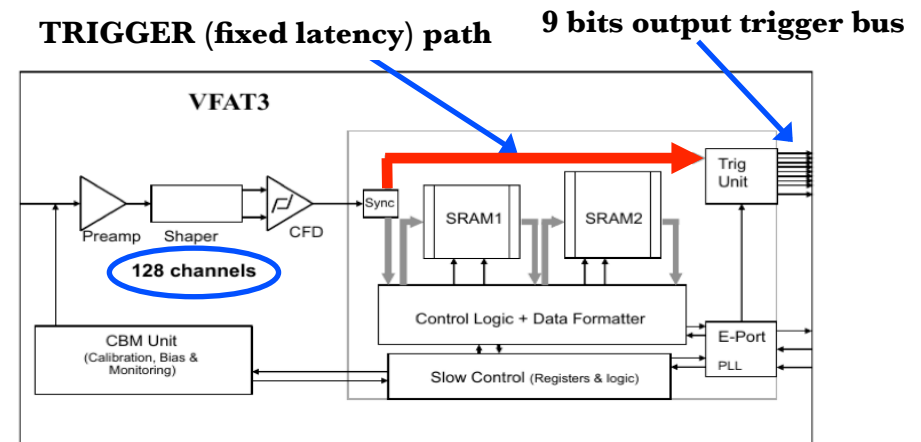 TRIGGER (fixed latency) path
9 bits output trigger bus
VFAT3
Trig
Unit
Sync
SRAM1
SRAM2
Preamp
Shaper
CFD
128 channels
Control Logic + Data Formatter
E-Port
PLL
CBM Unit
(Calibration, Bias &
Monitoring)
Slow Control (Registers & logic)